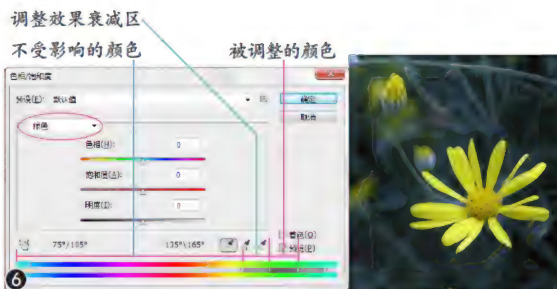 调整效果衰减区
不受影响的颜色 被调整的颜色
色相/饱和度
预设(E): 默认值 确定
绿色 取消
色相(H): 0
饱和度(A): 0
明度(I): 0
着色(O)
75°/105° 135°\165° 预览(P)
6